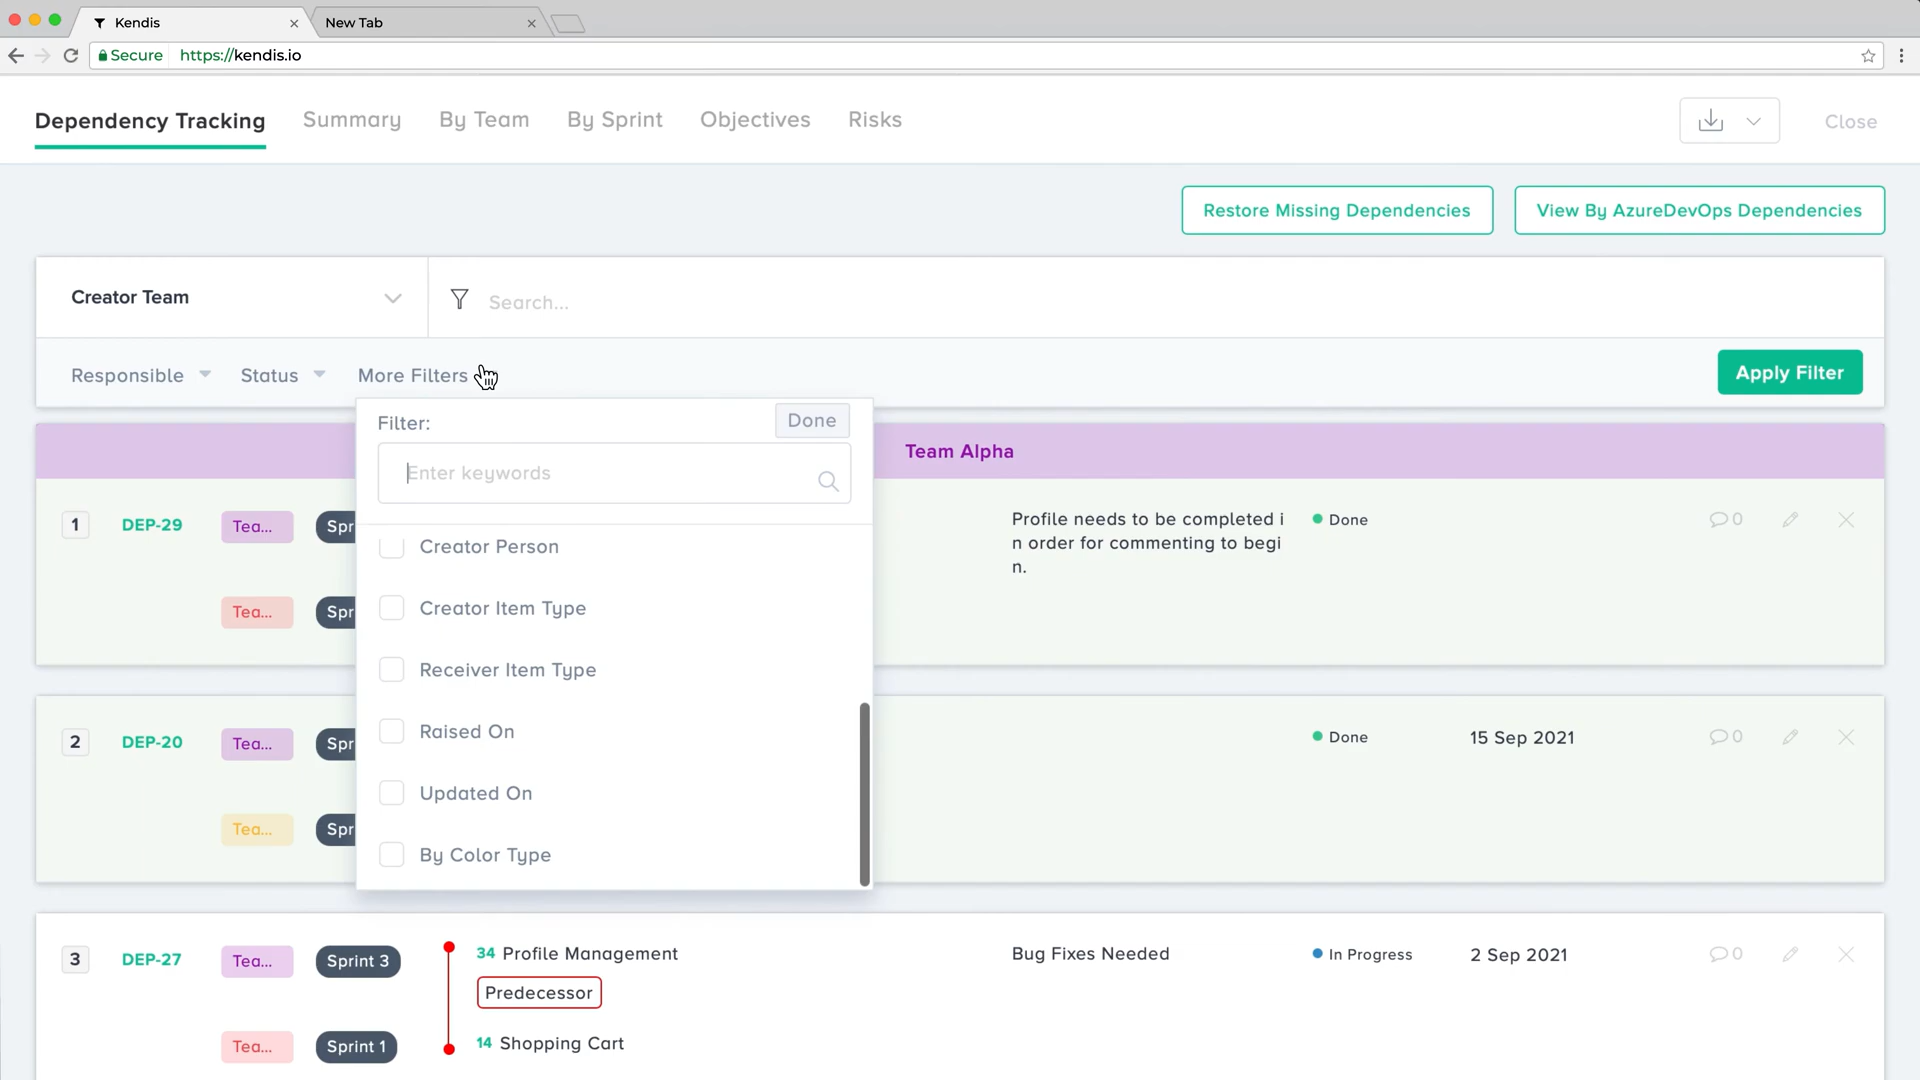 Kendis
New Tab
Secure https://kendis.io
Dependency Tracking Summary By Team By Sprint Objectives Risks Close
Restore Missing Dependencies View By AzureDevOps Dependencies
Creator Team Search...
Responsible Status More Filters Apply Filter
Filter: Done
Enter keywords
Team Alpha
Creator Person
Creator Item Type
Receiver Item Type
Raised On
Updated On
By Color Type
1 DEP-29 Tea... Spr Profile needs to be completed i Done 0
n order for commenting to begi
n.
Tea... Spr
2 DEP-20 Tea... Spr Done 15 Sep 2021 0
Tea... Spr
3 DEP-27 Tea... Sprint 3 34 Profile Management Bug Fixes Needed In Progress 2 Sep 2021 0
Predecessor
Tea... Sprint 1 14 Shopping Cart